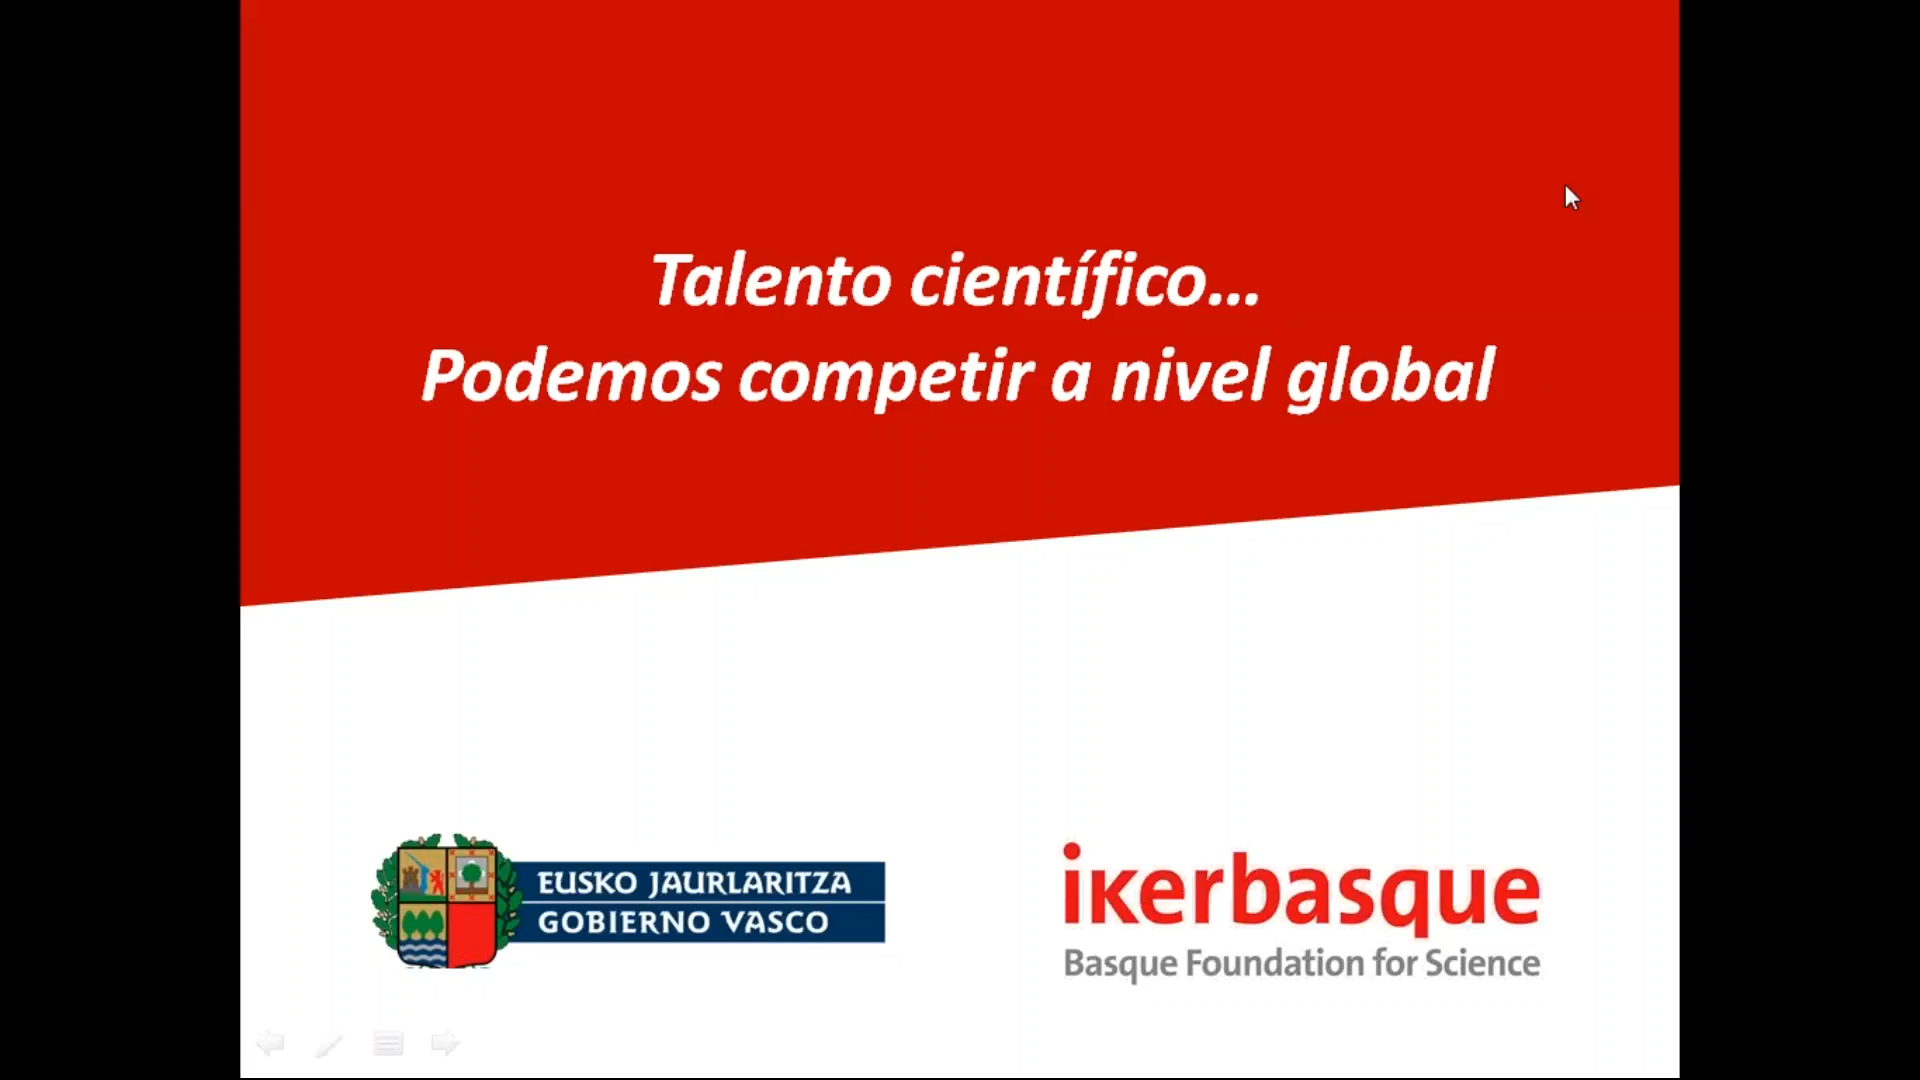 Talento científico...
Podemos competir a nivel global
EUSKO JAURLARITZA
GOBIERNO VASCO
ikerbasque
Basque Foundation for Science